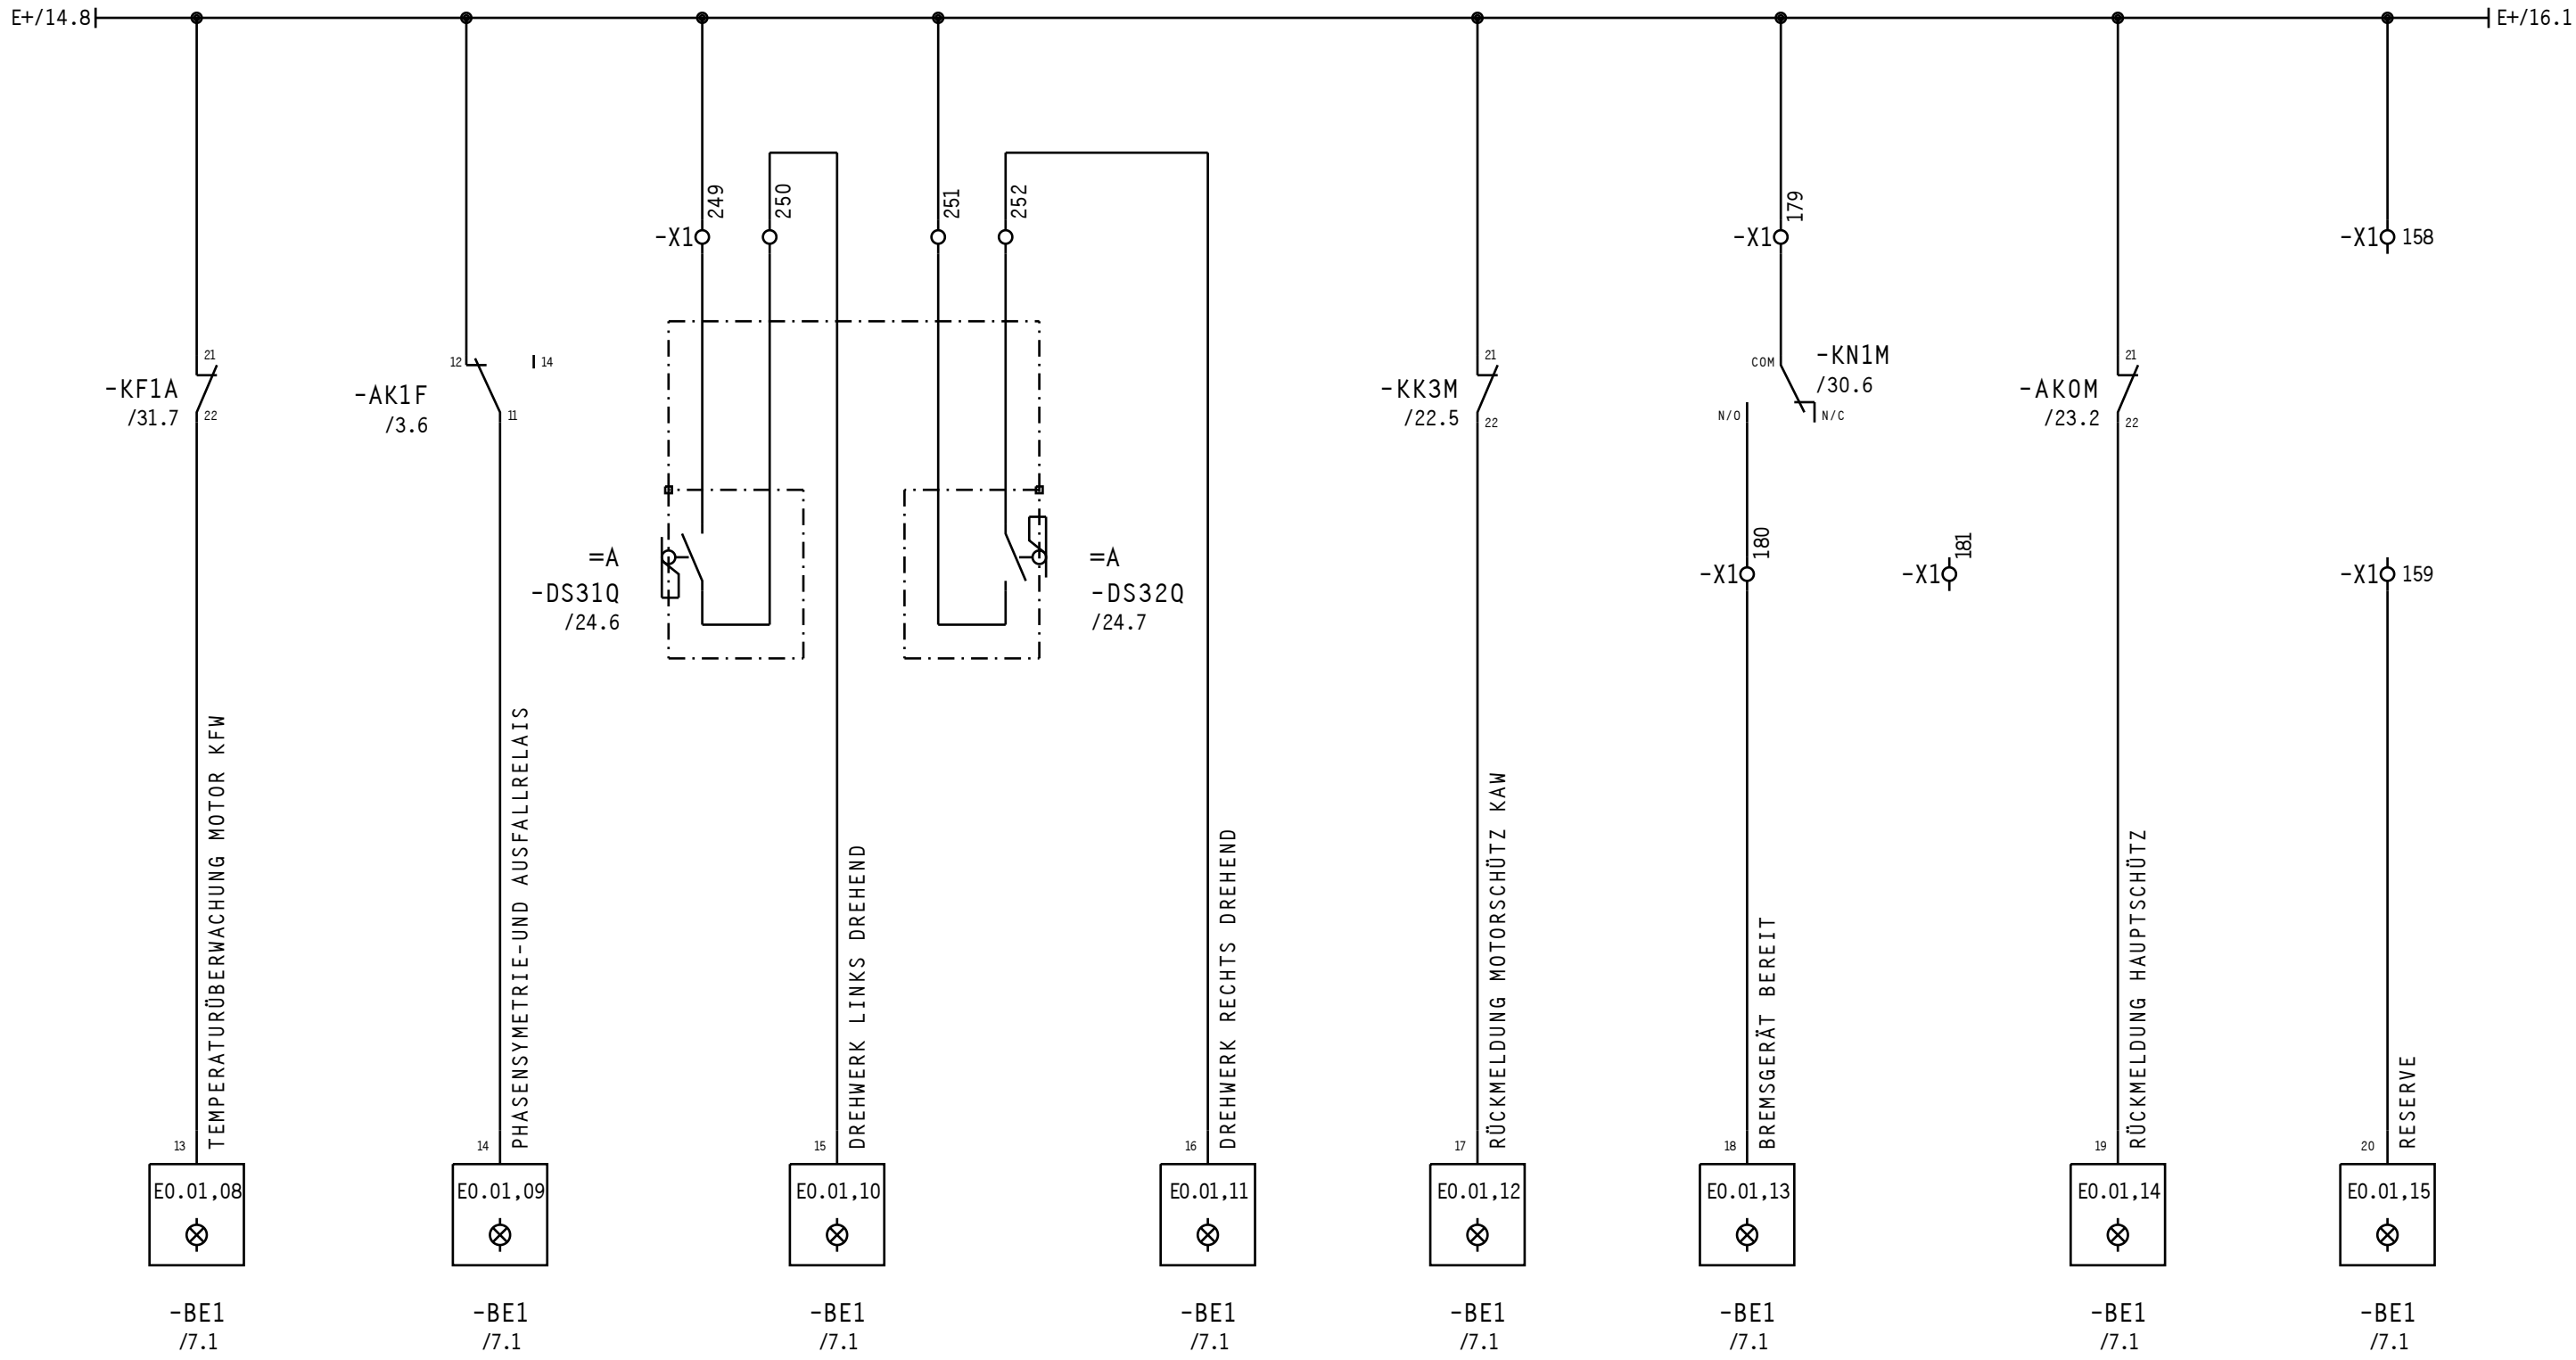 E+/14.8
E+/16.1
249
250
251
252
179
-X1
-X1
-X1
158
21
-KF1A
/31.7
22
12
14
-AK1F
/3.6
11
21
-KK3M
/22.5
22
COM
-KN1M
/30.6
N/O
N/C
21
-AK0M
/23.2
22
=A
-DS31Q
/24.6
=A
-DS32Q
/24.7
180
-X1
181
-X1
-X1
159
TEMPERATURÜBERWACHUNG MOTOR KFW
PHASENSYMETRIE-UND AUSFALLRELAIS
DREHWERK LINKS DREHEND
DREHWERK RECHTS DREHEND
RÜCKMELDUNG MOTORSCHÜTZ KAW
BREMSGERÄT BEREIT
RÜCKMELDUNG HAUPTSCHÜTZ
RESERVE
13
14
15
16
17
18
19
20
E0.01,08
E0.01,09
E0.01,10
E0.01,11
E0.01,12
E0.01,13
E0.01,14
E0.01,15
-BE1
/7.1
-BE1
/7.1
-BE1
/7.1
-BE1
/7.1
-BE1
/7.1
-BE1
/7.1
-BE1
/7.1
-BE1
/7.1